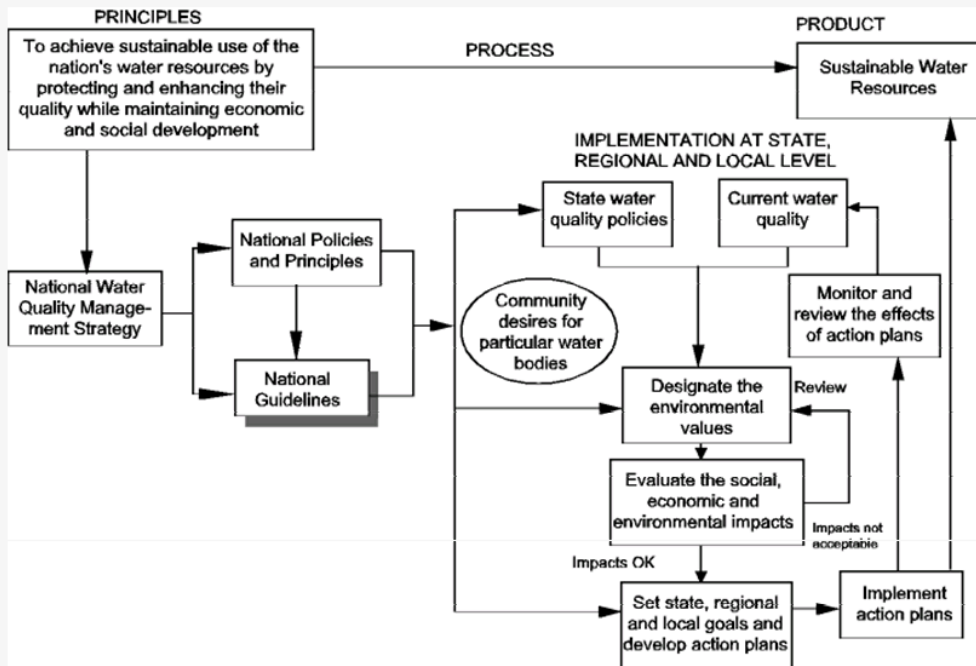 PRINCIPLES
To achieve sustainable use of the
nation's water resources by
protecting and enhancing their
quality while maintaining economic
and social development
PROCESS
PRODUCT
Sustainable Water
Resources
IMPLEMENTATION AT STATE,
REGIONAL AND LOCAL LEVEL
State water
quality policies
Current water
quality
National Policies
and Principles
National Water
Quality Manage-
ment Strategy
National
Guidelines
Community
desires for
particular water
bodies
Monitor and
review the effects
of action plans
Designate the
environmental
values
Review
Evaluate the social,
economic and
environmental impacts
Impacts not
acceptable
Impacts OK
Set state, regional
and local goals and
develop action plans
Implement
action plans